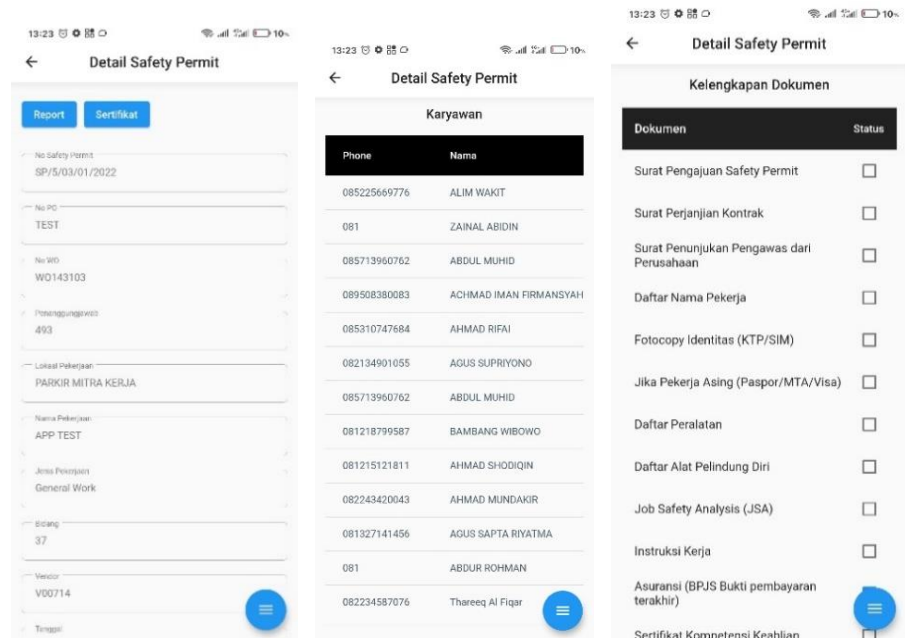 13:23 10%
Detail Safety Permit
Report Sertifikat
No Safety Permit
SP/5/03/01/2022
No PO
TEST
No WO
WO143103
Penanggungjawab
493
Lokasi Pekerjaan
PARKIR MITRA KERJA
Nama Pekerjaan
APP TEST
Jenis Pekerjaan
General Work
Bidang
37
Vendor
V00714
Tanggal
13:23 10%
Detail Safety Permit
Karyawan
Phone Nama
085225669776 ALIM WAKIT
081 ZAINAL ABIDIN
085713960762 ABDUL MUHID
089508380083 ACHMAD IMAN FIRMANSYAH
085310747684 AHMAD RIFAI
082134901055 AGUS SUPRIYONO
085713960762 ABDUL MUHID
081218799587 BAMBANG WIBOWO
081215121811 AHMAD SHODIQIN
082243420043 AHMAD MUNDAKIR
081327141456 AGUS SAPTA RIYATMA
081 ABDUR ROHMAN
082234587076 Thareeq Al Fiqar
13:23 10%
Detail Safety Permit
Kelengkapan Dokumen
Dokumen Status
Surat Pengajuan Safety Permit
Surat Perjanjian Kontrak
Surat Penunjukan Pengawas dari
Perusahaan
Daftar Nama Pekerja
Fotocopy Identitas (KTP/SIM)
Jika Pekerja Asing (Paspor/MTA/Visa)
Daftar Peralatan
Daftar Alat Pelindung Diri
Job Safety Analysis (JSA)
Instruksi Kerja
Asuransi (BPJS Bukti pembayaran
terakhir)
Sertifikat Kompetensi Keahlian